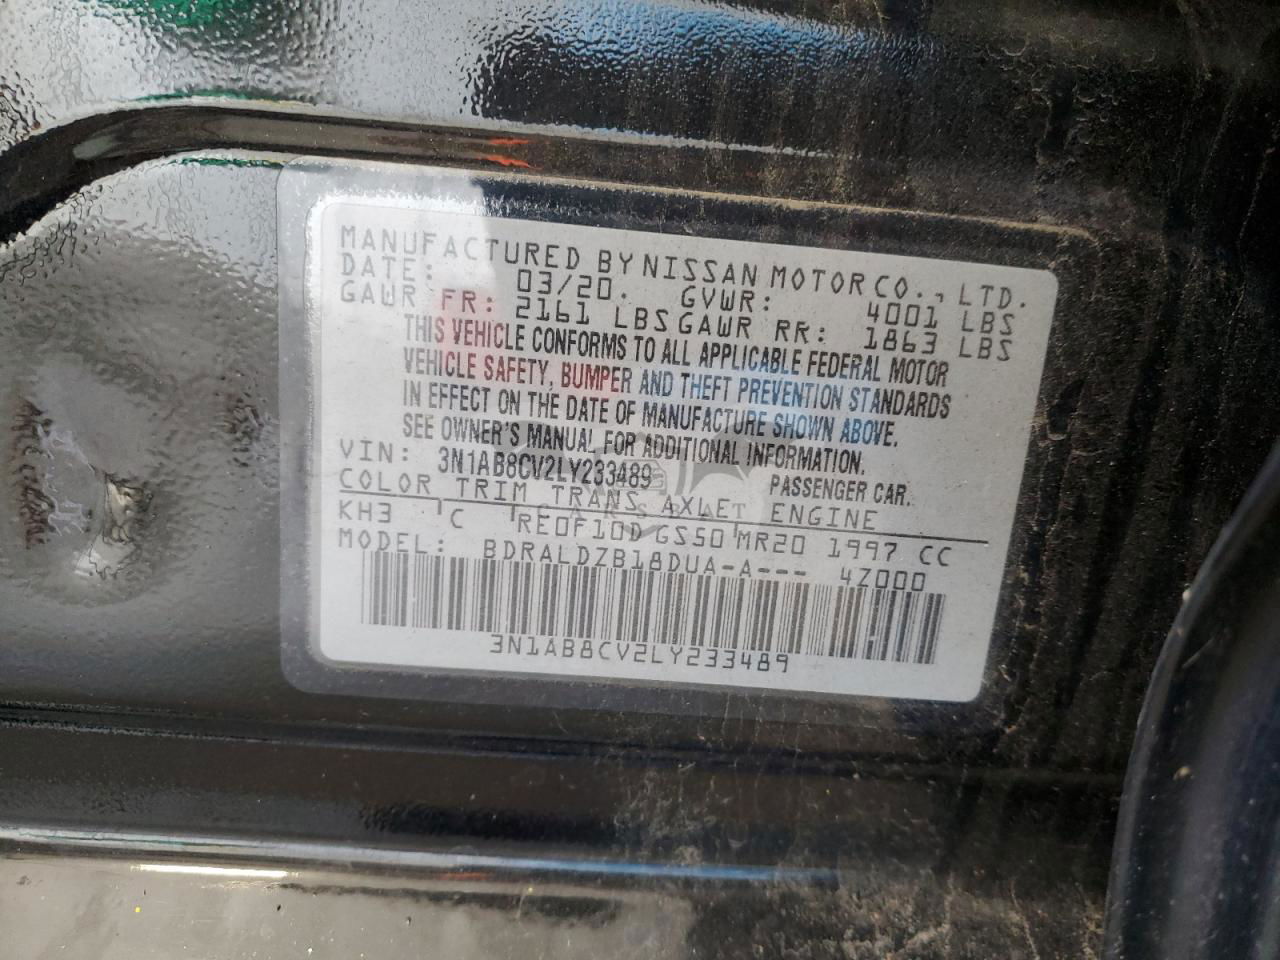 MANUFACTURED BY NISSAN MOTOR CO., LTD.
DATE: 03/20. GVWR: 4001 LBS
GAWR FR: 2161 LBS GAWR RR: 1863 LBS
THIS VEHICLE CONFORMS TO ALL APPLICABLE FEDERAL MOTOR
VEHICLE SAFETY, BUMPER AND THEFT PREVENTION STANDARDS
IN EFFECT ON THE DATE OF MANUFACTURE SHOWN ABOVE.
SEE OWNER'S MANUAL FOR ADDITIONAL INFORMATION.
VIN: 3N1AB8CV2LY233489 PASSENGER CAR.
COLOR TRIM TRANS AXLE ENGINE
KH3 C RE0F10D GS50 MR20 1997 CC
MODEL: BDRALDZB18DUA-A--- 4Z000
3N1AB8CV2LY233489